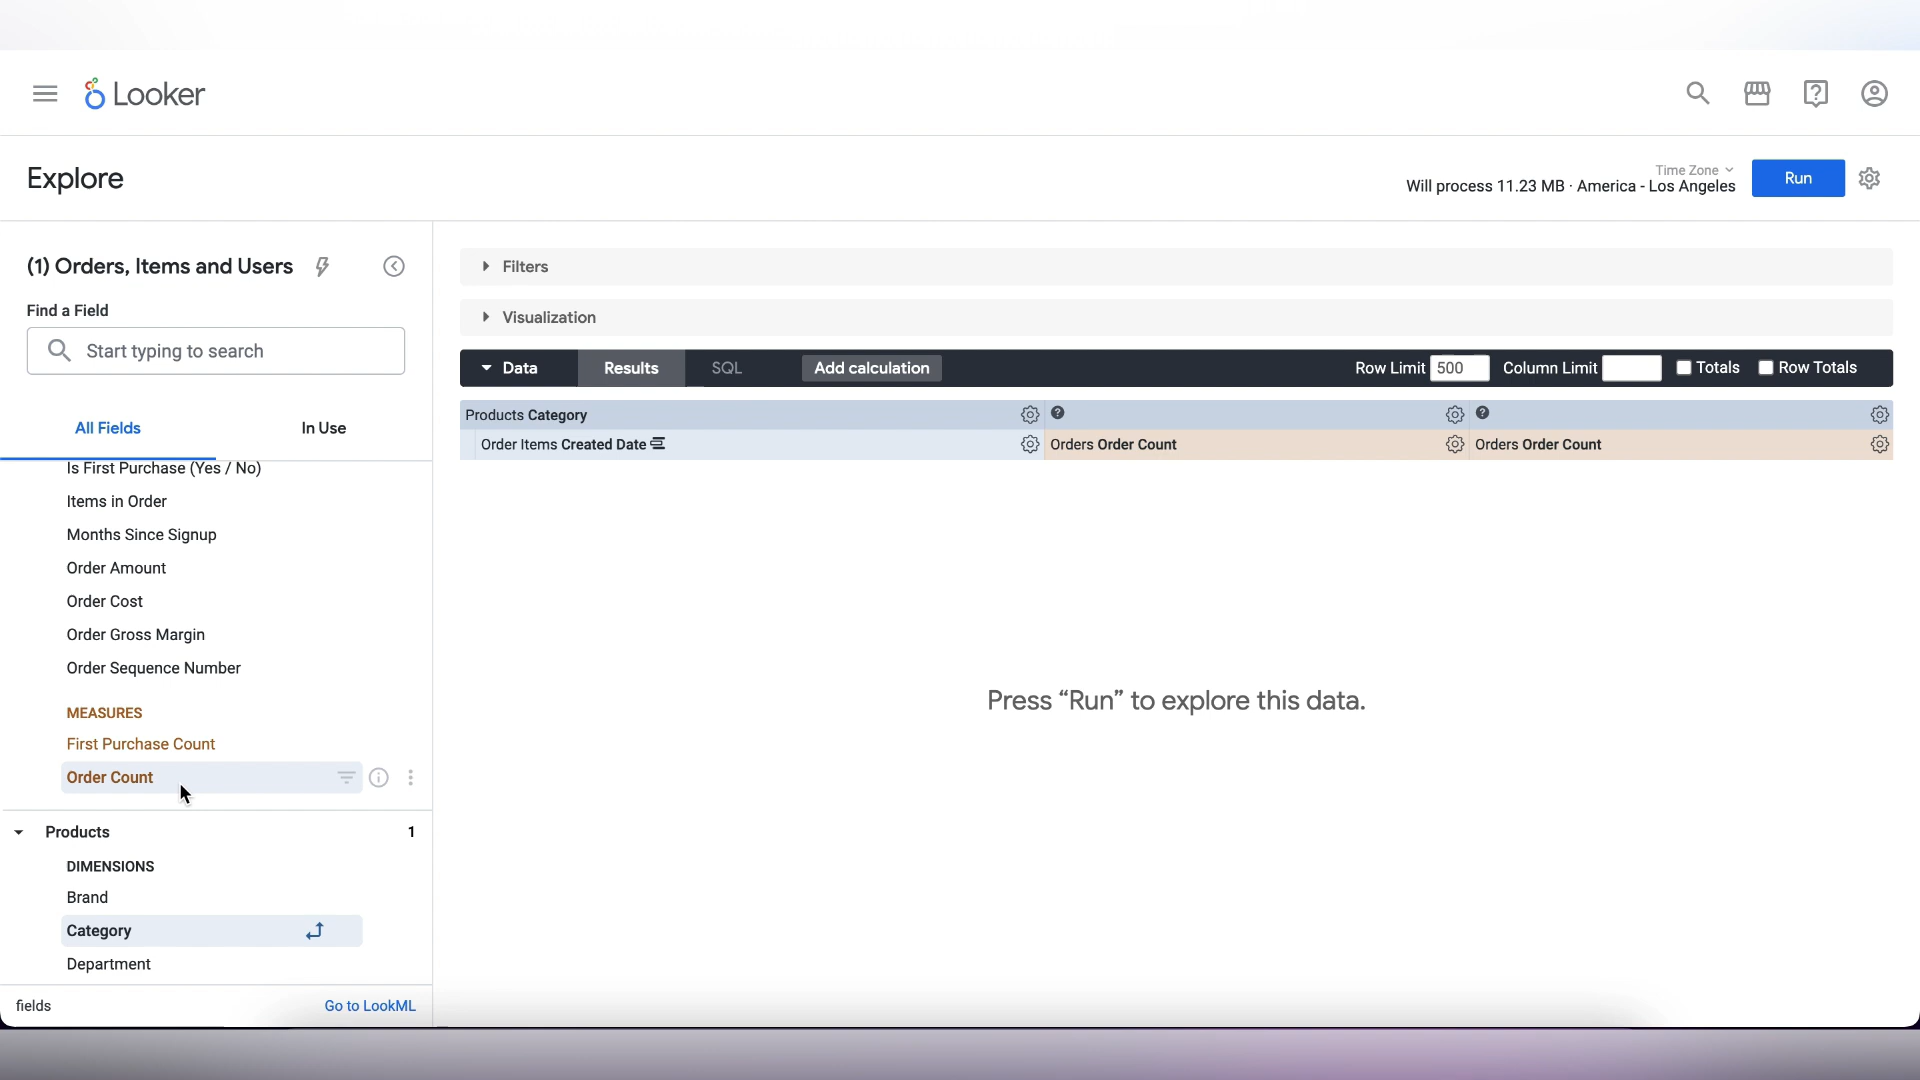 Looker
Explore
Time Zone
Will process 11.23 MB · America - Los Angeles
Run
(1) Orders, Items and Users
Find a Field
Start typing to search
All Fields
In Use
Is First Purchase (Yes / No)
Items in Order
Months Since Signup
Order Amount
Order Cost
Order Gross Margin
Order Sequence Number
MEASURES
First Purchase Count
Order Count
Products 1
DIMENSIONS
Brand
Category
Department
fields
Go to LookML
Filters
Visualization
Data Results SQL Add calculation Row Limit 500 Column Limit Totals Row Totals
Products Category ? ?
Order Items Created Date Orders Order Count Orders Order Count
Press “Run” to explore this data.